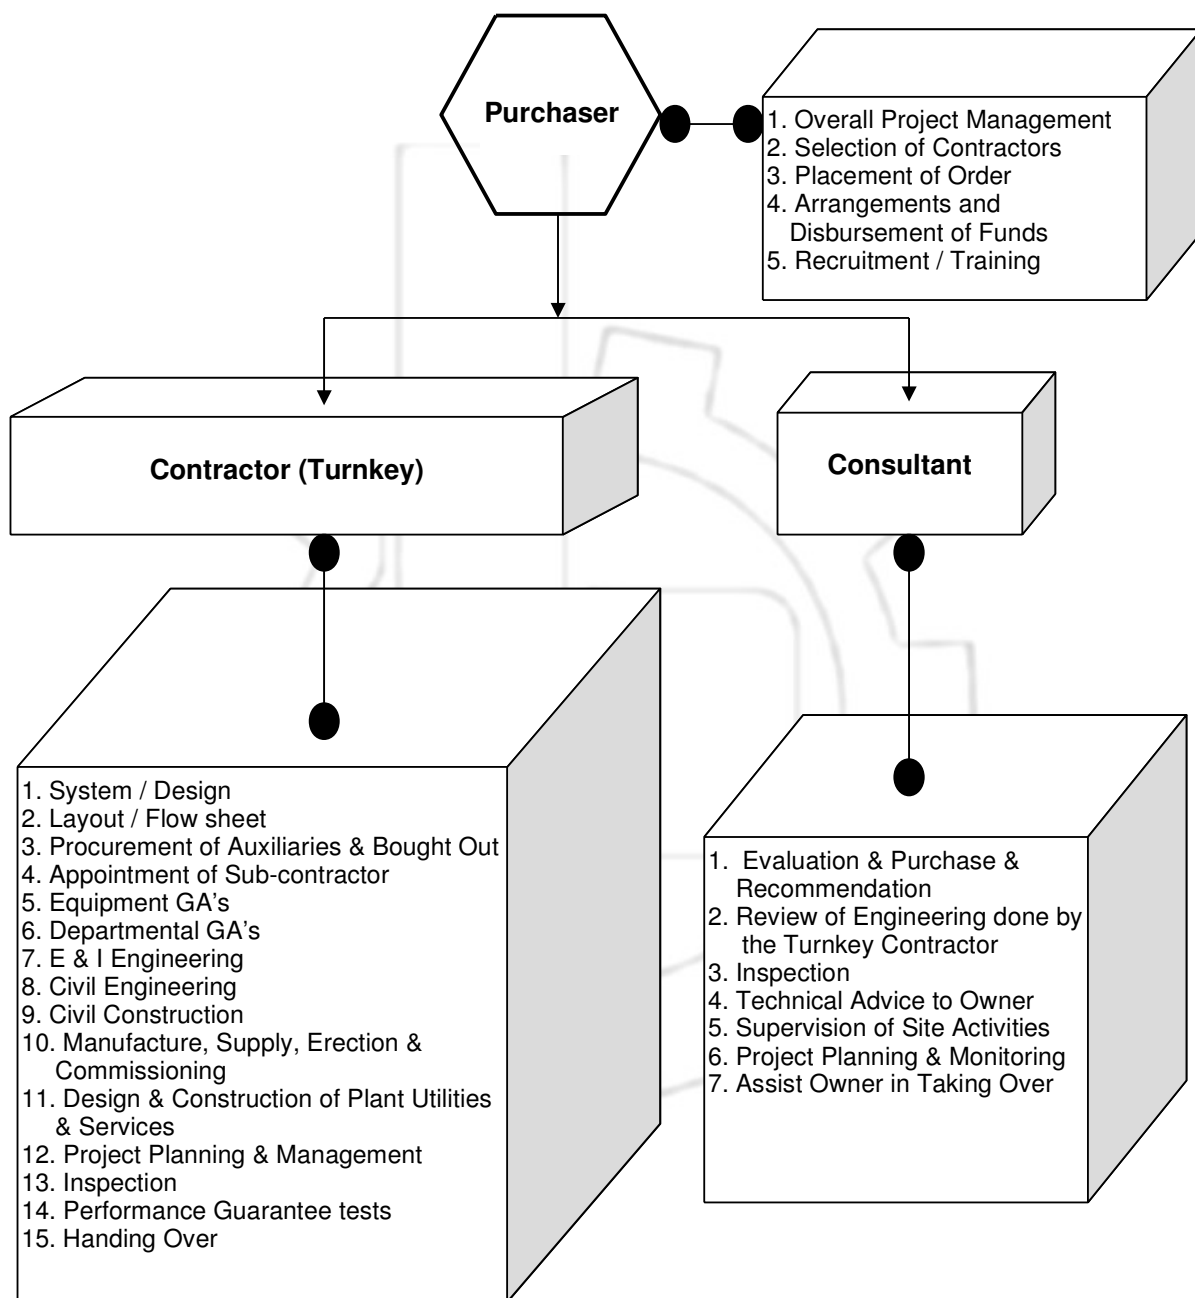 Purchaser
1. Overall Project Management
2. Selection of Contractors
3. Placement of Order
4. Arrangements and
Disbursement of Funds
5. Recruitment / Training
Contractor (Turnkey)
Consultant
1. System / Design
2. Layout / Flow sheet
3. Procurement of Auxiliaries & Bought Out
4. Appointment of Sub-contractor
5. Equipment GA's
6. Departmental GA's
7. E & I Engineering
8. Civil Engineering
9. Civil Construction
10. Manufacture, Supply, Erection &
Commissioning
11. Design & Construction of Plant Utilities
& Services
12. Project Planning & Management
13. Inspection
14. Performance Guarantee tests
15. Handing Over
1. Evaluation & Purchase &
Recommendation
2. Review of Engineering done by
the Turnkey Contractor
3. Inspection
4. Technical Advice to Owner
5. Supervision of Site Activities
6. Project Planning & Monitoring
7. Assist Owner in Taking Over